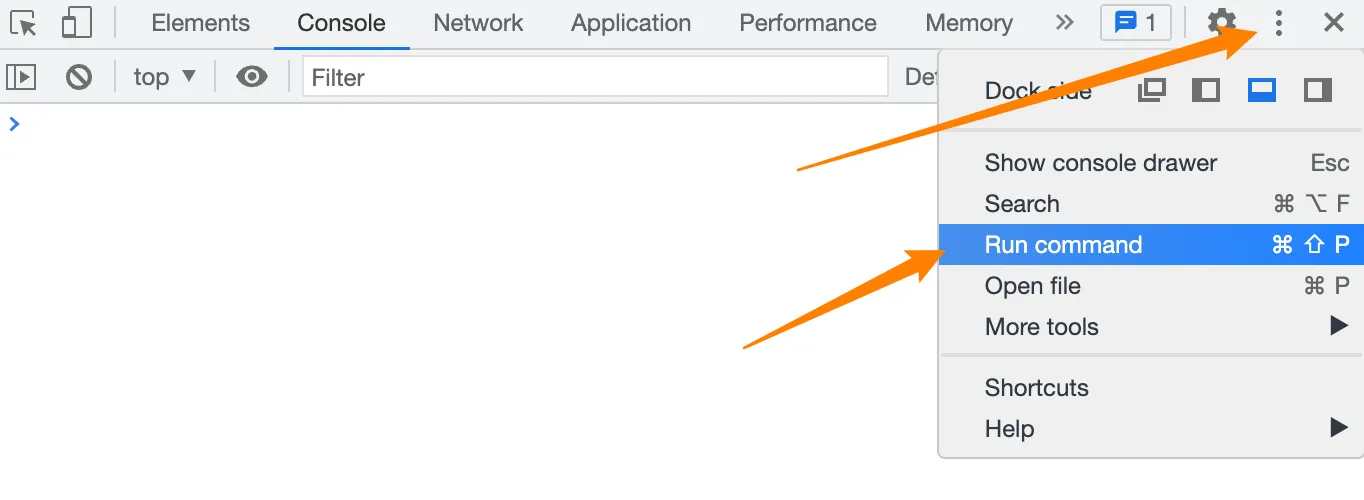 Elements Console Network Application Performance Memory 1
top Filter
Dock side
Show console drawer Esc
Search ⌘ ⌥ F
Run command ⌘ ⇧ P
Open file ⌘ P
More tools
Shortcuts
Help